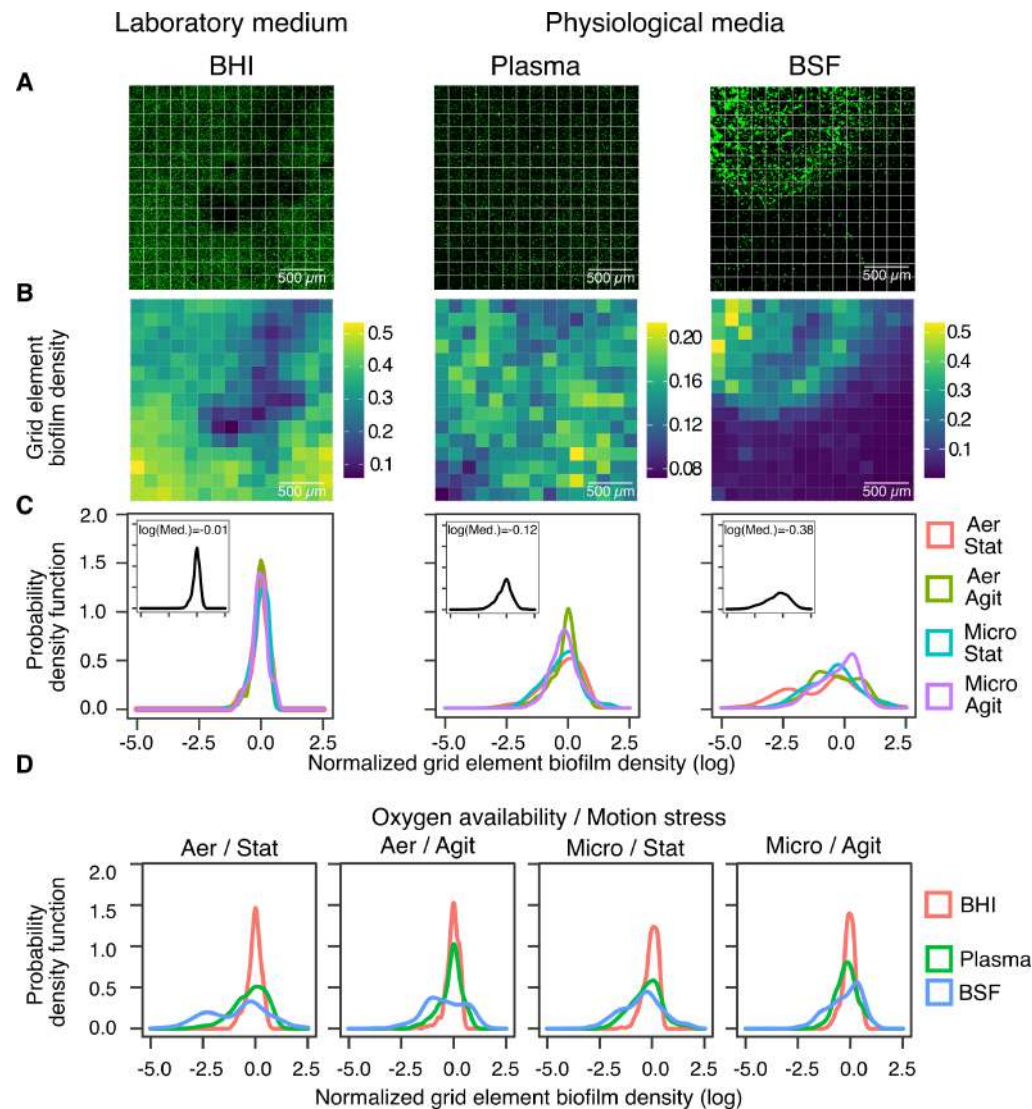 Laboratory medium
Physiological media
BHI
Plasma
BSF
A
500 µm
500 µm
500 µm
B
Grid element
biofilm density
0.5
0.4
0.3
0.2
0.1
0.20
0.16
0.12
0.08
0.5
0.4
0.3
0.2
0.1
500 µm
500 µm
500 µm
C
Probability
density function
2.0
1.5
1.0
0.5
0.0
log(Med.)=-0.01
log(Med.)=-0.12
log(Med.)=-0.38
-5.0 -2.5 0.0 2.5
-5.0 -2.5 0.0 2.5
-5.0 -2.5 0.0 2.5
Normalized grid element biofilm density (log)
Aer
Stat
Aer
Agit
Micro
Stat
Micro
Agit
D
Oxygen availability / Motion stress
Aer / Stat
Aer / Agit
Micro / Stat
Micro / Agit
Probability
density function
2.0
1.5
1.0
0.5
0.0
-5.0 -2.5 0.0 2.5
-5.0 -2.5 0.0 2.5
-5.0 -2.5 0.0 2.5
-5.0 -2.5 0.0 2.5
Normalized grid element biofilm density (log)
BHI
Plasma
BSF